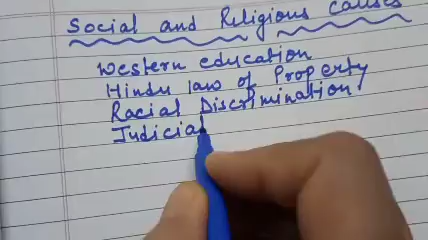 Social and Religious Causes
Western education
Hindu law of Property
Racial Discrimination
Judicial